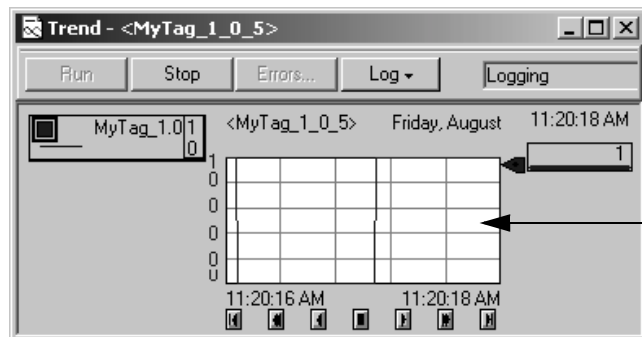 Trend - <MyTag_1_0_5>
Run Stop Errors... Log Logging
MyTag_1.0 1 0
<MyTag_1_0_5> Friday, August 11:20:18 AM
1
1
0
0
0
0
0
11:20:16 AM 11:20:18 AM